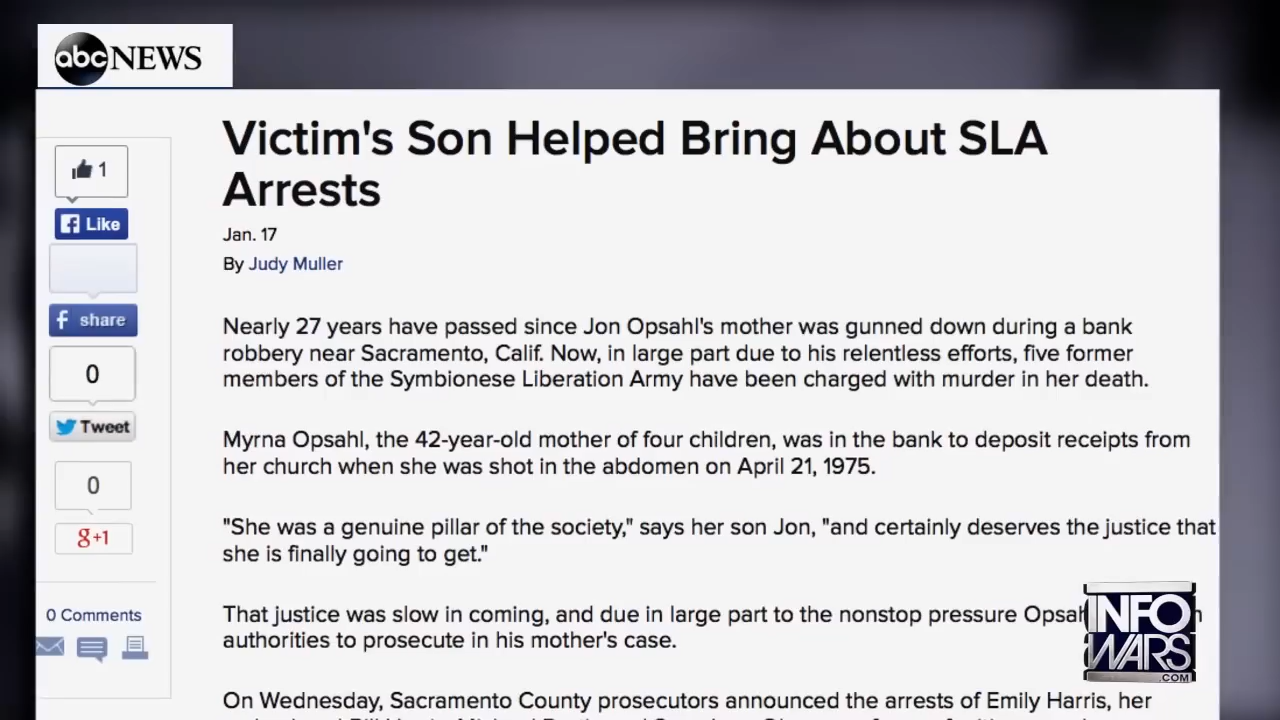 abc NEWS
Victim's Son Helped Bring About SLA
Arrests
Jan. 17
By Judy Muller
1
Like
share
0
Tweet
0
g+1
0 Comments
Nearly 27 years have passed since Jon Opsahl's mother was gunned down during a bank
robbery near Sacramento, Calif. Now, in large part due to his relentless efforts, five former
members of the Symbionese Liberation Army have been charged with murder in her death.
Myrna Opsahl, the 42-year-old mother of four children, was in the bank to deposit receipts from
her church when she was shot in the abdomen on April 21, 1975.
"She was a genuine pillar of the society," says her son Jon, "and certainly deserves the justice that
she is finally going to get."
That justice was slow in coming, and due in large part to the nonstop pressure
authorities to prosecute in his mother's case.
On Wednesday, Sacramento County prosecutors announced the arrests of Emily Harris, her
INFO
WARS
.COM